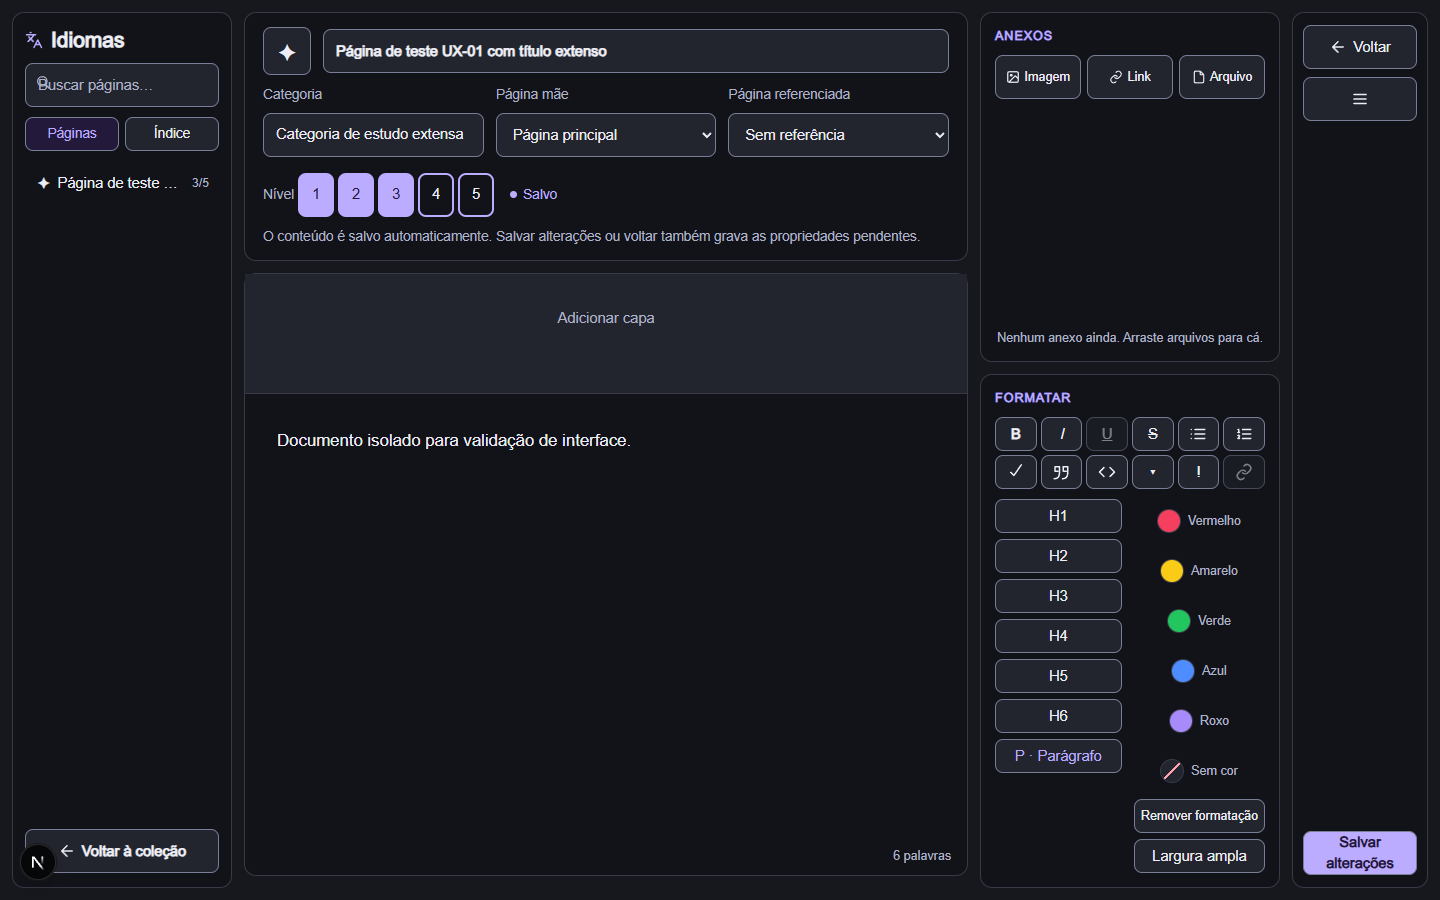 Idiomas
Buscar páginas...
Páginas
Índice
Página de teste ... 3/5
Voltar à coleção
N
Página de teste UX-01 com título extenso
Categoria
Página mãe
Página referenciada
Categoria de estudo extensa
Página principal
Sem referência
Nível 1 2 3 4 5 Salvo
O conteúdo é salvo automaticamente. Salvar alterações ou voltar também grava as propriedades pendentes.
Adicionar capa
Documento isolado para validação de interface.
6 palavras
ANEXOS
Imagem
Link
Arquivo
Nenhum anexo ainda. Arraste arquivos para cá.
FORMATAR
B I U S
!
H1
H2
H3
H4
H5
H6
P · Parágrafo
Vermelho
Amarelo
Verde
Azul
Roxo
Sem cor
Remover formatação
Largura ampla
Voltar
Salvar
alterações